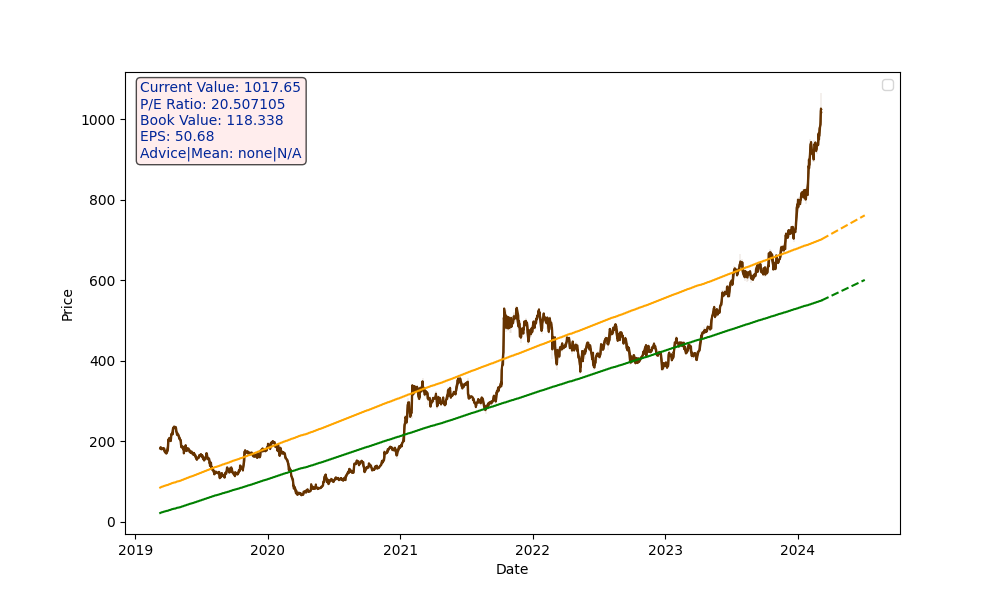 Current Value: 1017.65
P/E Ratio: 20.507105
Book Value: 118.338
EPS: 50.68
Advice|Mean: none|N/A
1000
800
600
400
200
0
Price
2019 2020 2021 2022 2023 2024
Date